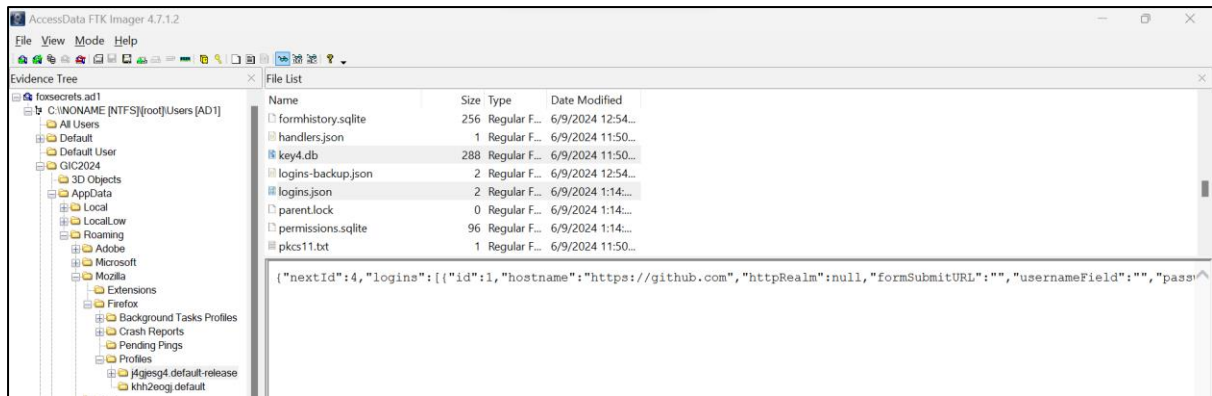 AccessData FTK Imager 4.7.1.2
File View Mode Help
Evidence Tree
foxsecrets.ad1
C:\NONAME [NTFS]\[root]\Users [AD1]
All Users
Default
Default User
GIC2024
3D Objects
AppData
Local
LocalLow
Roaming
Adobe
Microsoft
Mozilla
Extensions
Firefox
Background Tasks Profiles
Crash Reports
Pending Pings
Profiles
j4gjesg4.default-release
khh2eogj.default
File List
Name Size Type Date Modified
formhistory.sqlite 256 Regular F... 6/9/2024 12:54...
handlers.json 1 Regular F... 6/9/2024 11:50...
key4.db 288 Regular F... 6/9/2024 11:50...
logins-backup.json 2 Regular F... 6/9/2024 12:54...
logins.json 2 Regular F... 6/9/2024 1:14:...
parent.lock 0 Regular F... 6/9/2024 1:14:...
permissions.sqlite 96 Regular F... 6/9/2024 1:14:...
pkcs11.txt 1 Regular F... 6/9/2024 11:50...
{"nextId":4,"logins":[{"id":1,"hostname":"https://github.com","httpRealm":null,"formSubmitURL":"","usernameField":"","passw